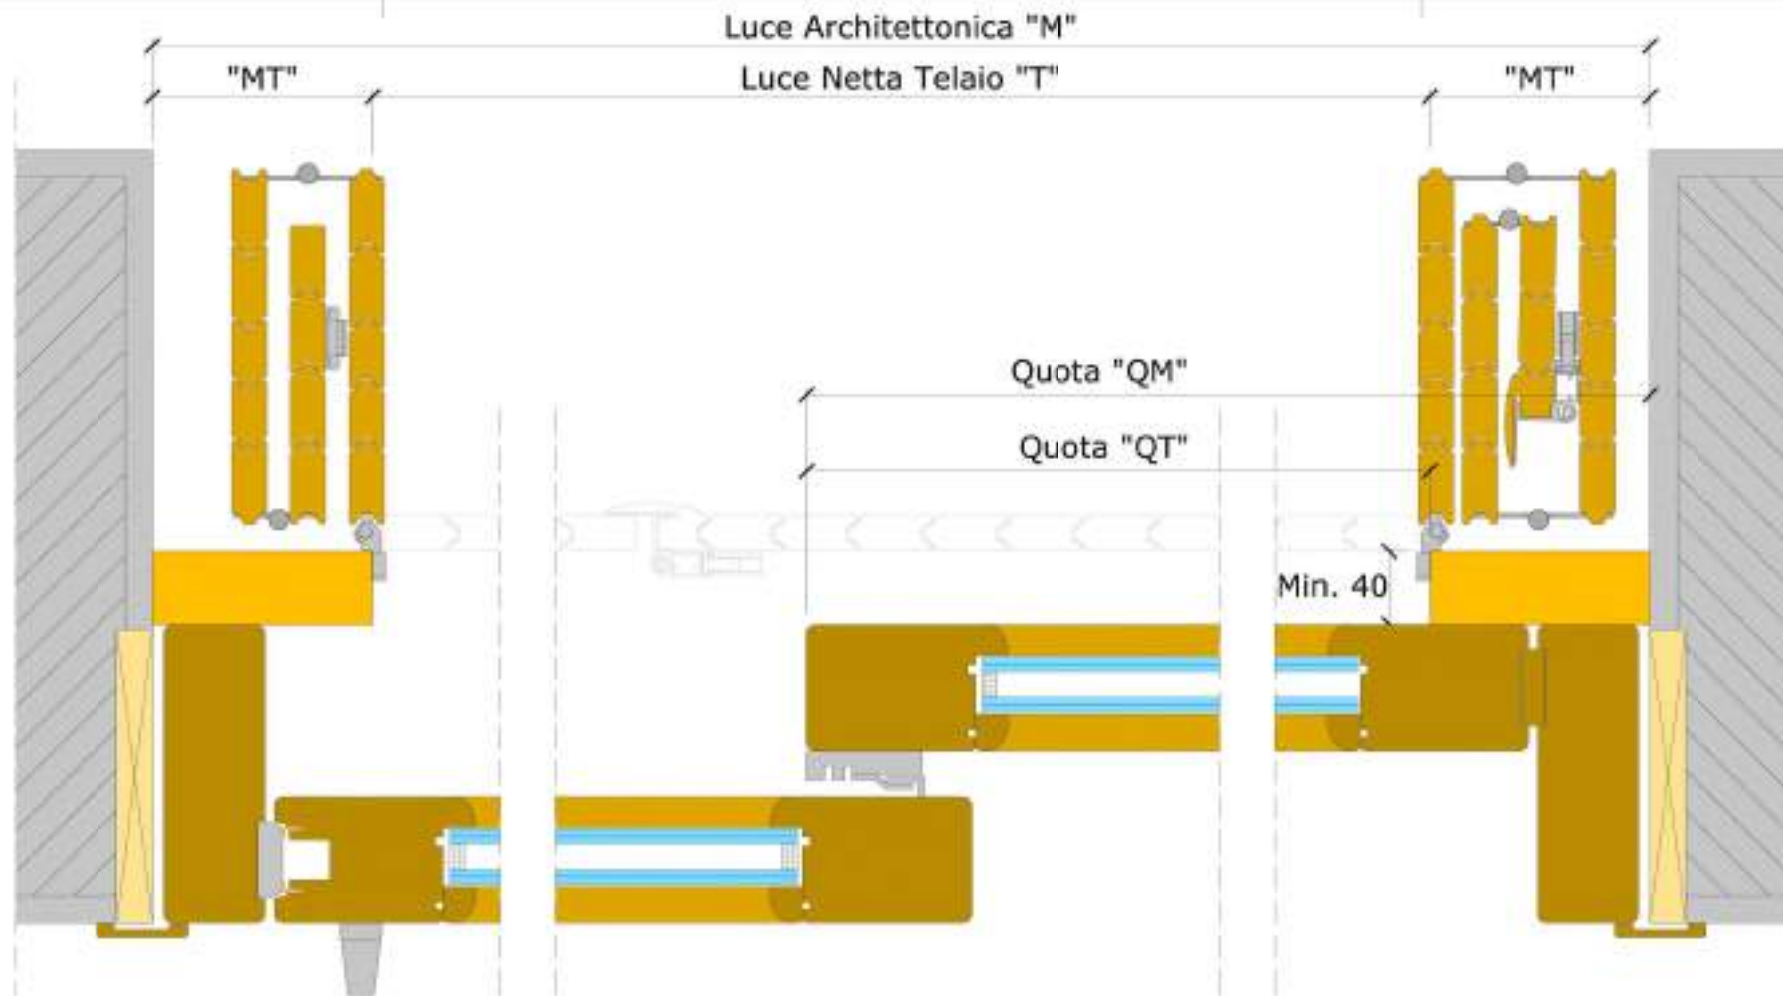 Luce Architettonica "M"
"MT"
Luce Netta Telaio "T"
"MT"
Quota "QM"
Quota "QT"
Min. 40